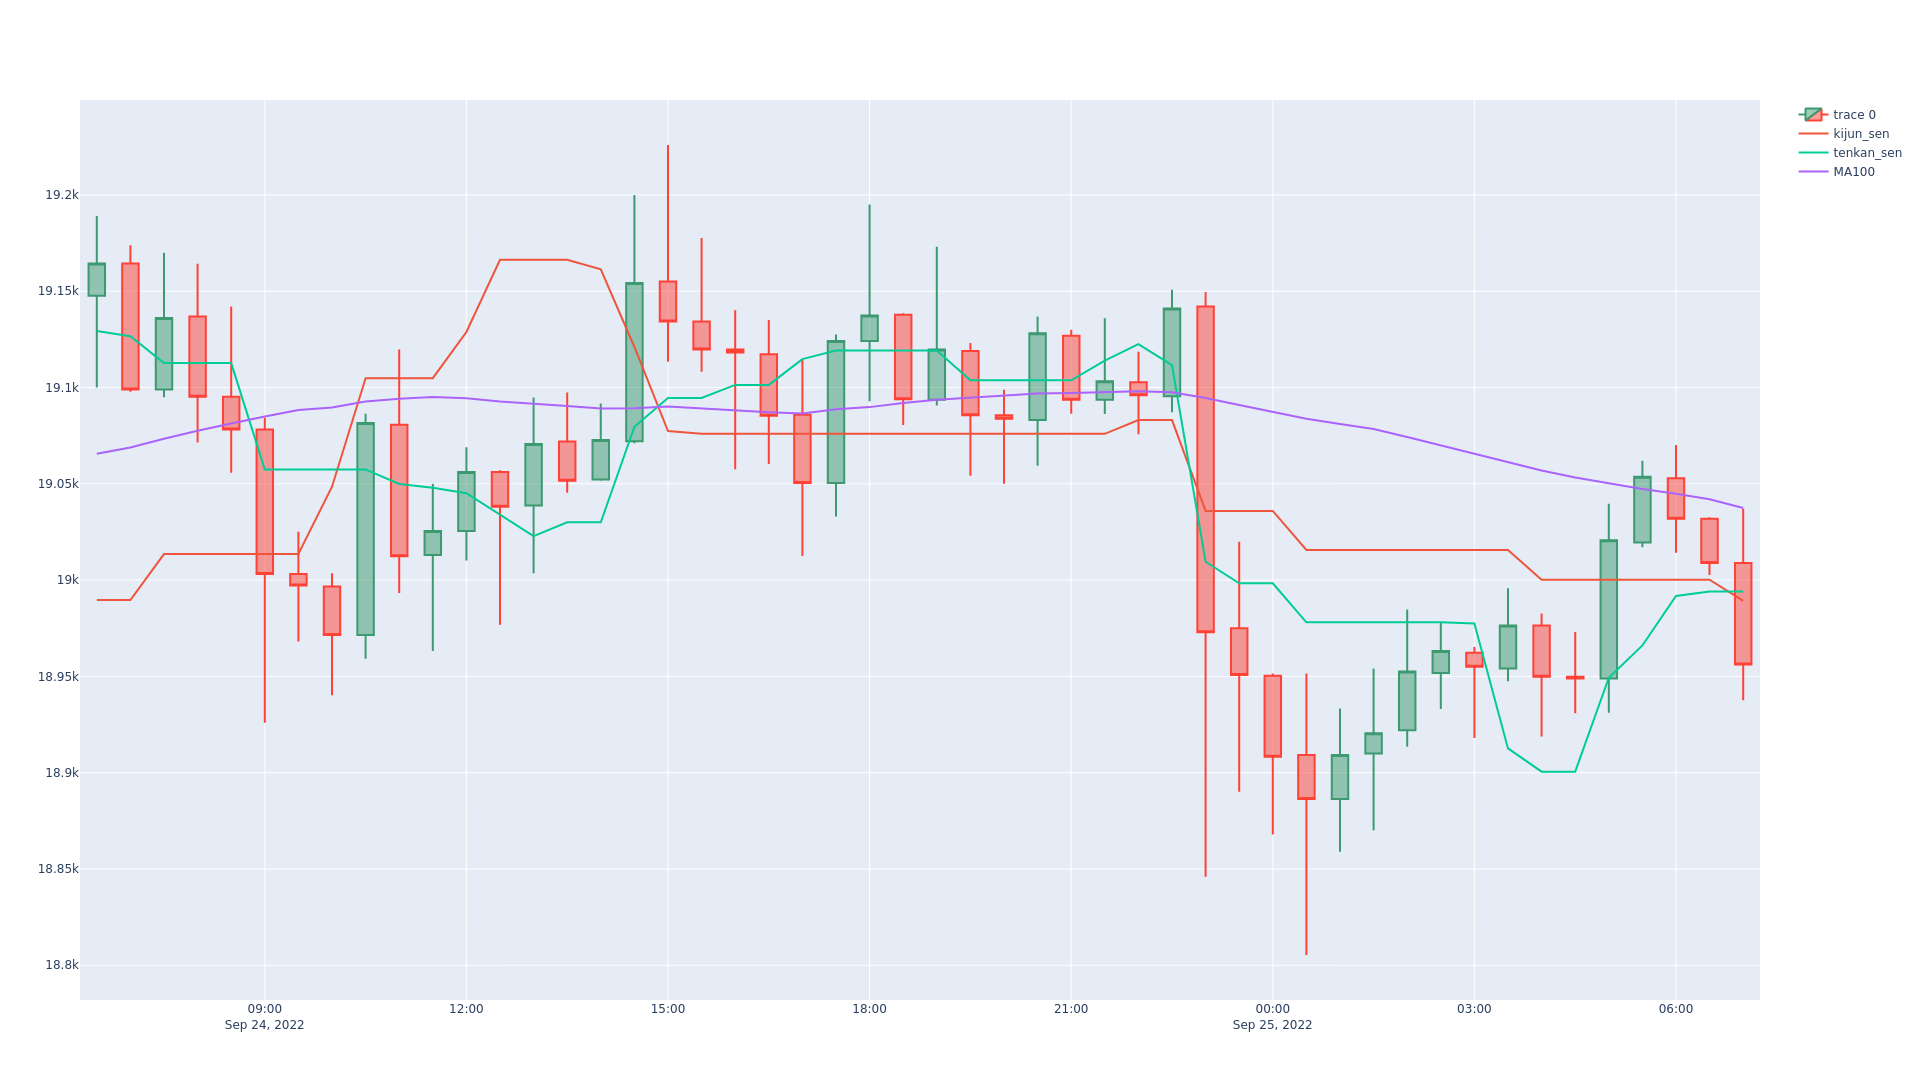 trace 0
kijun_sen
tenkan_sen
MA100
19.2k
19.15k
19.1k
19.05k
19k
18.95k
18.9k
18.85k
18.8k
09:00 12:00 15:00 18:00 21:00 00:00 03:00 06:00
Sep 24, 2022 Sep 25, 2022